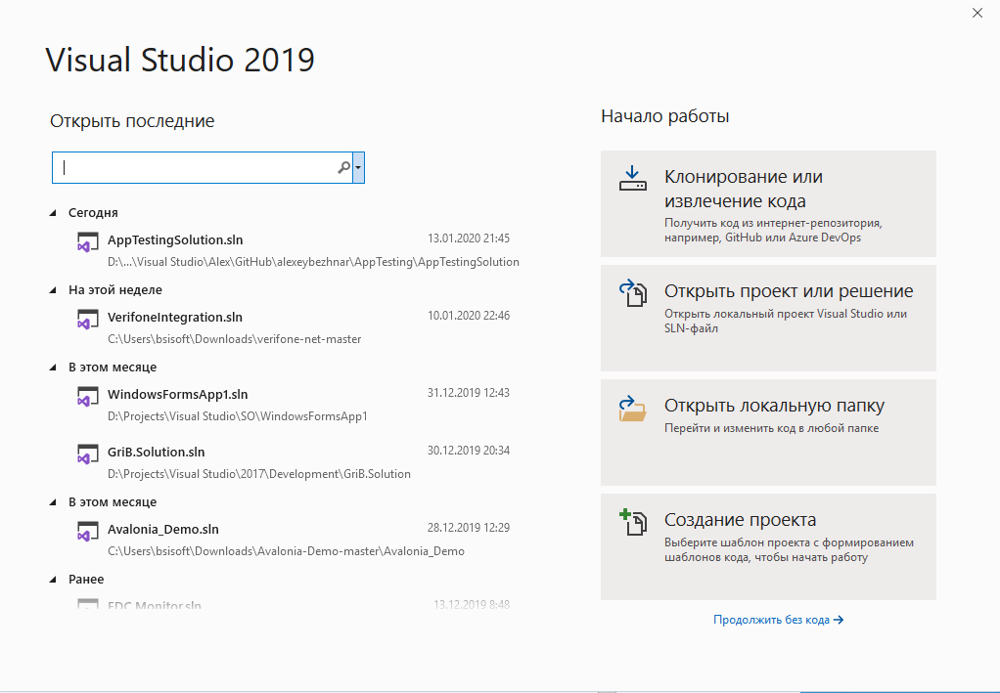 Visual Studio 2019
Открыть последние
Сегодня
AppTestingSolution.sln 13.01.2020 21:45
D:\...\Visual Studio\Alex\GitHub\alexeybezhnar\AppTesting\AppTestingSolution
На этой неделе
VerifoneIntegration.sln 10.01.2020 22:46
C:\Users\bsisoft\Downloads\verifone-net-master
В этом месяце
WindowsFormsApp1.sln 31.12.2019 12:43
D:\Projects\Visual Studio\SO\WindowsFormsApp1
GriB.Solution.sln 30.12.2019 20:34
D:\Projects\Visual Studio\2017\Development\GriB.Solution
В этом месяце
Avalonia_Demo.sln 28.12.2019 12:29
C:\Users\bsisoft\Downloads\Avalonia-Demo-master\Avalonia_Demo
Ранее
EDC Monitor.sln 13.12.2019 8:48
Начало работы
Клонирование или
извлечение кода
Получить код из интернет-репозитория,
например, GitHub или Azure DevOps
Открыть проект или решение
Открыть локальный проект Visual Studio или
SLN-файл
Открыть локальную папку
Перейти и изменить код в любой папке
Создание проекта
Выберите шаблон проекта с формированием
шаблонов кода, чтобы начать работу
Продолжить без кода →